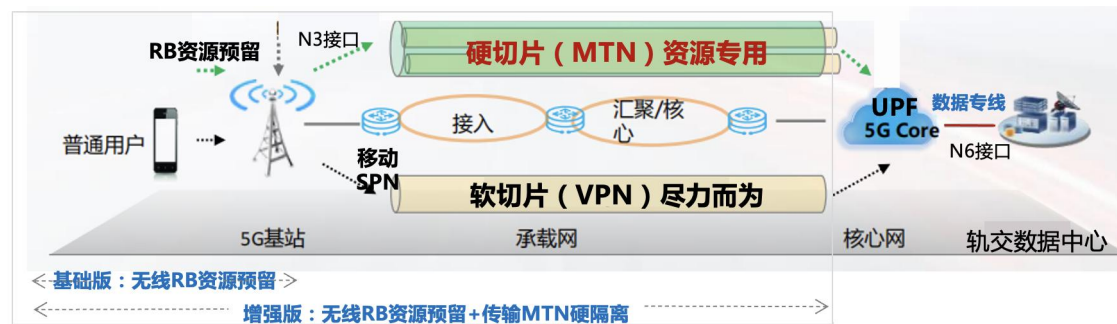 RB资源预留
N3接口
硬切片（MTN）资源专用
普通用户
接入
汇聚/核
心
UPF
5G Core
数据专线
N6接口
移动
SPN
软切片（VPN）尽力而为
5G基站
承载网
核心网
轨交数据中心
基础版：无线RB资源预留
增强版：无线RB资源预留+传输MTN硬隔离